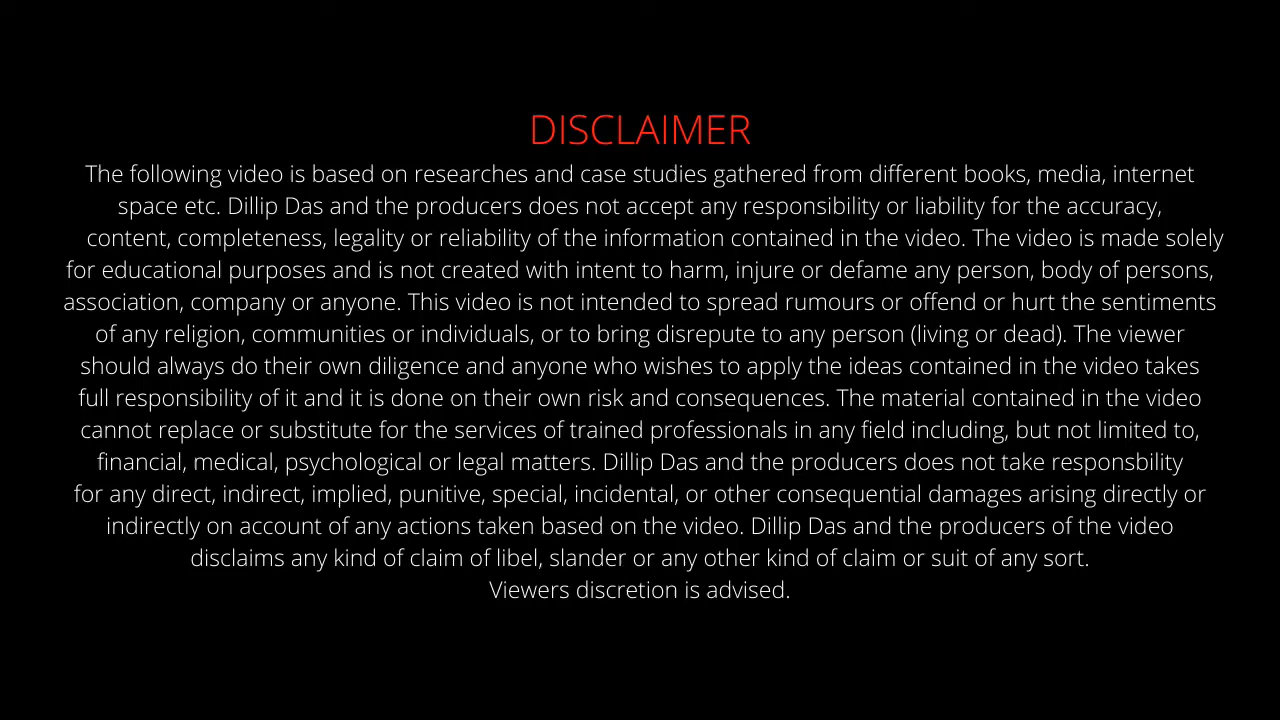 DISCLAIMER
The following video is based on researches and case studies gathered from different books, media, internet
space etc. Dillip Das and the producers does not accept any responsibility or liability for the accuracy,
content, completeness, legality or reliability of the information contained in the video. The video is made solely
for educational purposes and is not created with intent to harm, injure or defame any person, body of persons,
association, company or anyone. This video is not intended to spread rumours or offend or hurt the sentiments
of any religion, communities or individuals, or to bring disrepute to any person (living or dead). The viewer
should always do their own diligence and anyone who wishes to apply the ideas contained in the video takes
full responsibility of it and it is done on their own risk and consequences. The material contained in the video
cannot replace or substitute for the services of trained professionals in any field including, but not limited to,
financial, medical, psychological or legal matters. Dillip Das and the producers does not take responsbility
for any direct, indirect, implied, punitive, special, incidental, or other consequential damages arising directly or
indirectly on account of any actions taken based on the video. Dillip Das and the producers of the video
disclaims any kind of claim of libel, slander or any other kind of claim or suit of any sort.
Viewers discretion is advised.